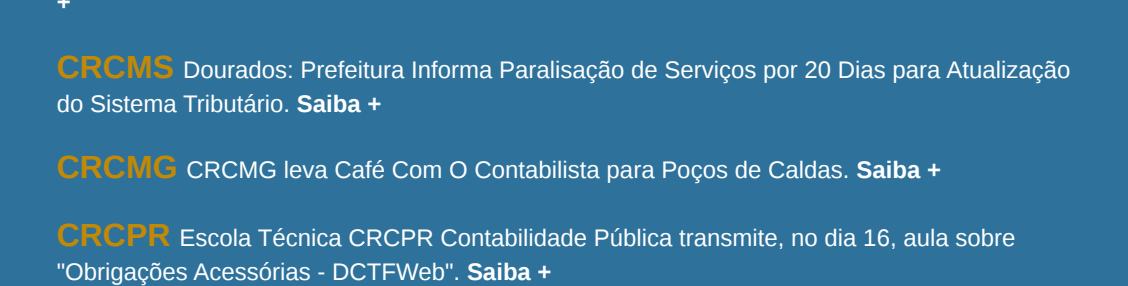 +
CRCMS Dourados: Prefeitura Informa Paralisação de Serviços por 20 Dias para Atualização
do Sistema Tributário. Saiba +
CRCMG CRCMG leva Café Com O Contabilista para Poços de Caldas. Saiba +
CRCPR Escola Técnica CRCPR Contabilidade Pública transmite, no dia 16, aula sobre
"Obrigações Acessórias - DCTFWeb". Saiba +